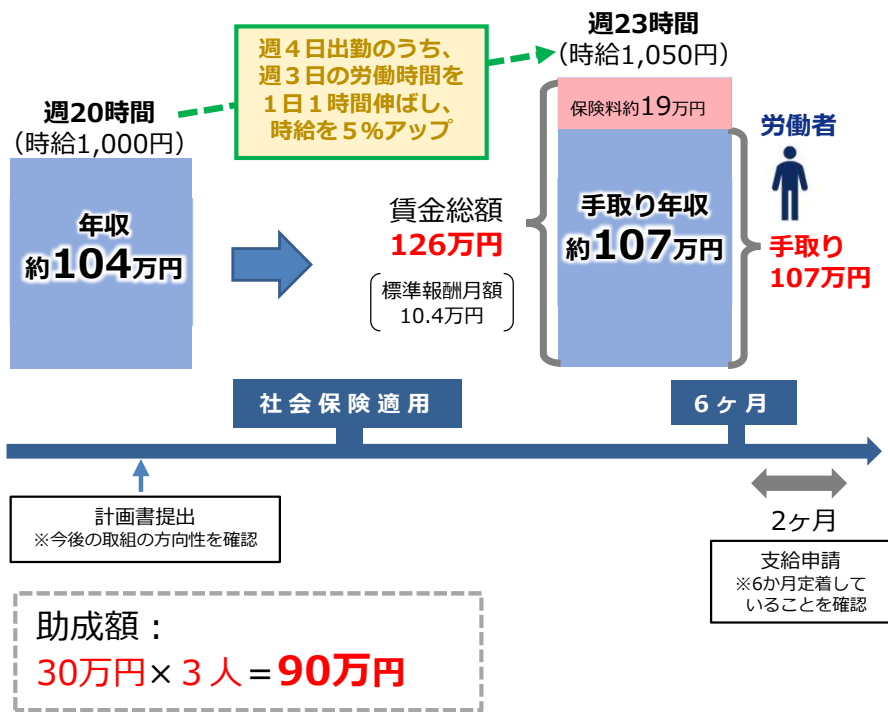 週４日出勤のうち、
週３日の労働時間を
１日１時間伸ばし、
時給を５％アップ
週20時間
（時給1,000円）
年収
約104万円
週23時間
（時給1,050円）
保険料約19万円
手取り年収
約107万円
賃金総額
126万円
標準報酬月額
10.4万円
労働者
手取り
107万円
社会保険適用
６ヶ月
計画書提出
※今後の取組の方向性を確認
2ヶ月
支給申請
※6か月定着して
いることを確認
助成額：
30万円×３人＝90万円